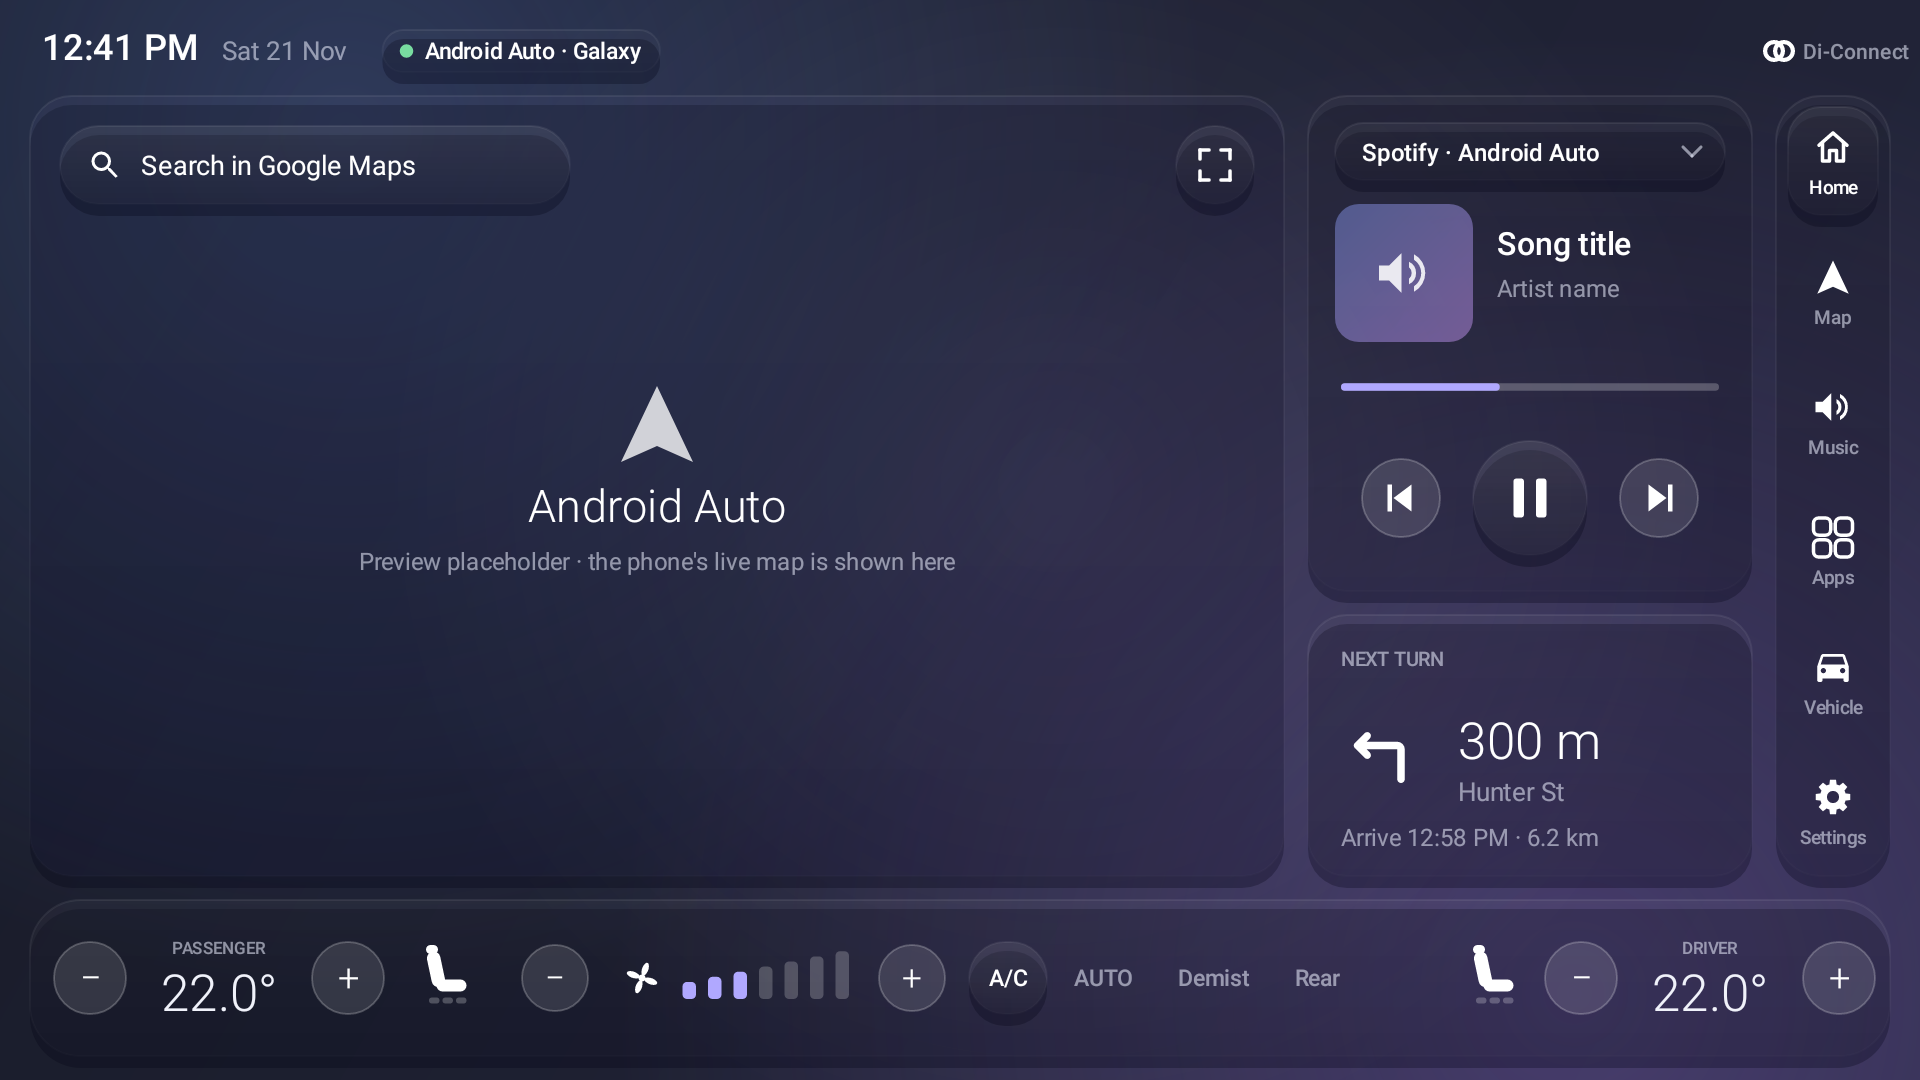 12:41 PM
Sat 21 Nov
Android Auto · Galaxy
Di-Connect
Search in Google Maps
Android Auto
Preview placeholder · the phone's live map is shown here
Spotify · Android Auto
Song title
Artist name
NEXT TURN
300 m
Hunter St
Arrive 12:58 PM · 6.2 km
Home
Map
Music
Apps
Vehicle
Settings
PASSENGER
22.0°
A/C
AUTO
Demist
Rear
DRIVER
22.0°